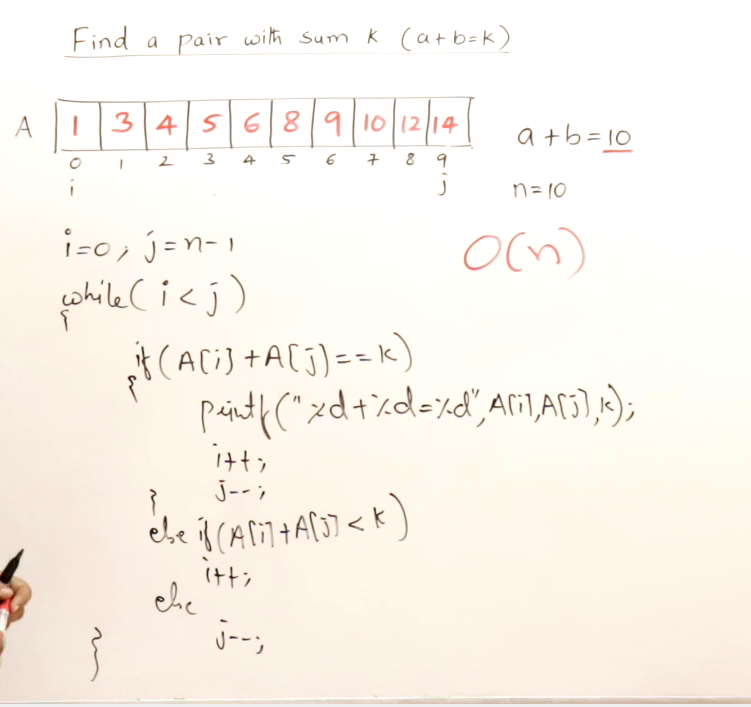 Find a pair with sum K (a+b=K)
A 1 3 4 5 6 8 9 10 12 14
0 1 2 3 4 5 6 7 8 9
i j
a+b=10
n=10
i=0, j=n-1
O(n)
while(i<j)
{
if(A[i]+A[j]==k)
{
printf("%d+%d=%d",A[i],A[j],k);
i++;
j--;
}
else if(A[i]+A[j]<k)
i++;
else
j--;
}